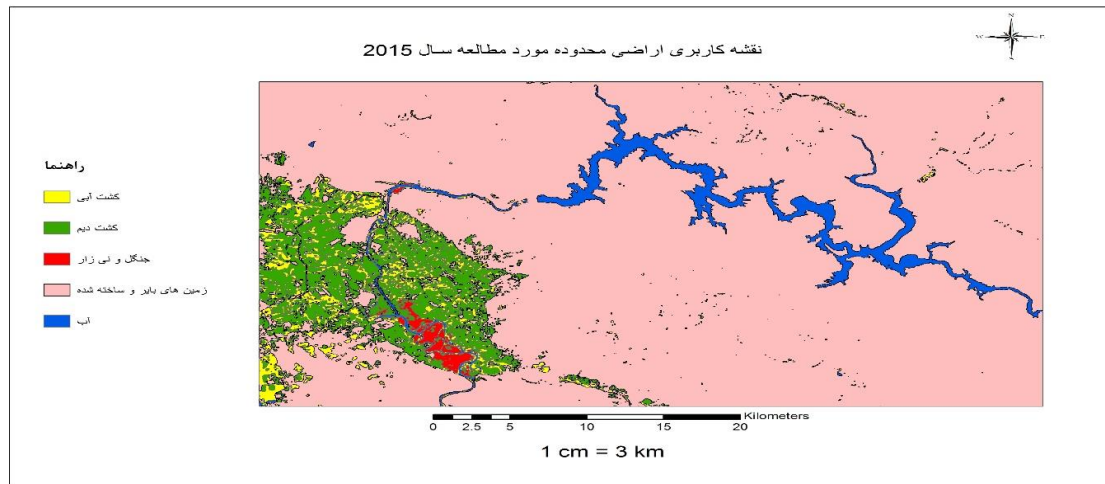 نقشه کاربری اراضی محدوده مورد مطالعه سال 2015
N
W
E
S
راهنما
کشت آبی
کشت دیم
جنگل و نی زار
زمین های بایر و ساخته شده
آب
Kilometers
0 2.5 5 10 15 20
1 cm = 3 km